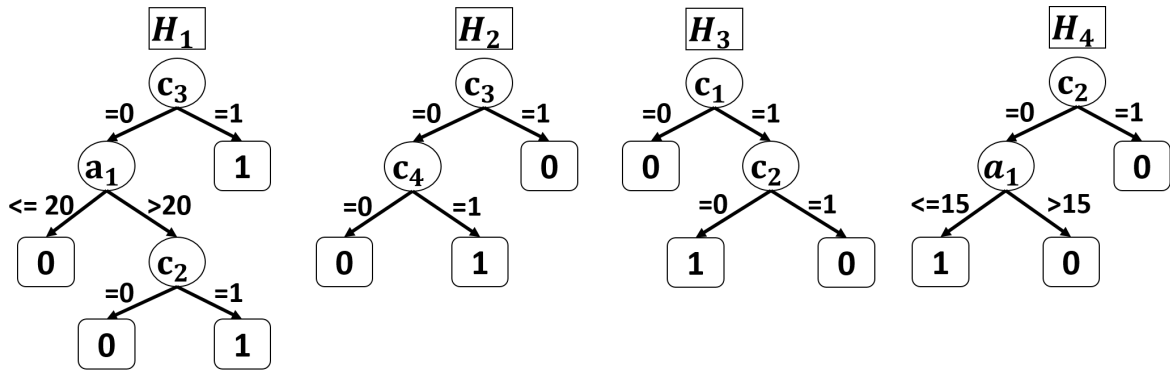 H₁ H₂ H₃ H₄
c₃ c₃ c₁ c₂
=0 =1 =0 =1 =0 =1 =0 =1
a₁ 1 c₄ 0 0 c₂ a₁ 0
<= 20 >20 =0 =1 =0 =1 <=15 >15
0 c₂ 0 1 1 0 1 0
=0 =1
0 1